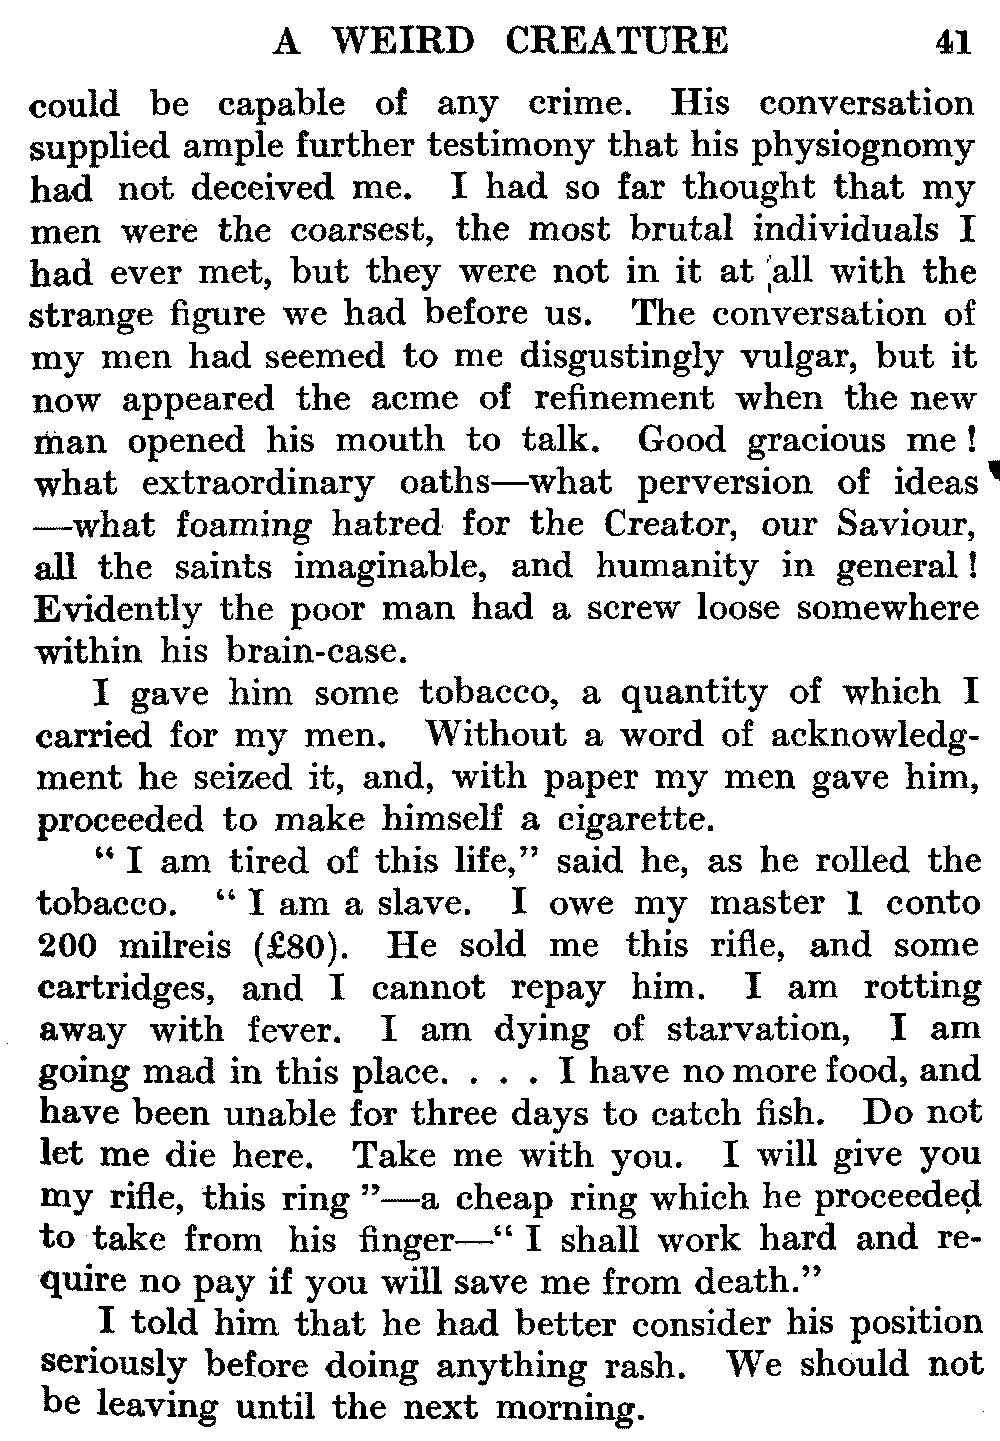 A WEIRD CREATURE 41
could be capable of any crime. His conversation
supplied ample further testimony that his physiognomy
had not deceived me. I had so far thought that my
men were the coarsest, the most brutal individuals I
had ever met, but they were not in it at all with the
strange figure we had before us. The conversation of
my men had seemed to me disgustingly vulgar, but it
now appeared the acme of refinement when the new
man opened his mouth to talk. Good gracious me !
what extraordinary oaths—what perversion of ideas
—what foaming hatred for the Creator, our Saviour,
all the saints imaginable, and humanity in general !
Evidently the poor man had a screw loose somewhere
within his brain-case.
I gave him some tobacco, a quantity of which I
carried for my men. Without a word of acknowledg-
ment he seized it, and, with paper my men gave him,
proceeded to make himself a cigarette.
“ I am tired of this life,” said he, as he rolled the
tobacco. “ I am a slave. I owe my master 1 conto
200 milreis (£80). He sold me this rifle, and some
cartridges, and I cannot repay him. I am rotting
away with fever. I am dying of starvation, I am
going mad in this place. . . . I have no more food, and
have been unable for three days to catch fish. Do not
let me die here. Take me with you. I will give you
my rifle, this ring ”—a cheap ring which he proceeded
to take from his finger—“ I shall work hard and re-
quire no pay if you will save me from death.”
I told him that he had better consider his position
seriously before doing anything rash. We should not
be leaving until the next morning.